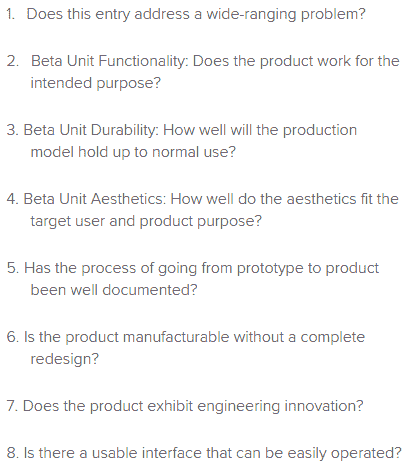 1. Does this entry address a wide-ranging problem?
2. Beta Unit Functionality: Does the product work for the
intended purpose?
3. Beta Unit Durability: How well will the production
model hold up to normal use?
4. Beta Unit Aesthetics: How well do the aesthetics fit the
target user and product purpose?
5. Has the process of going from prototype to product
been well documented?
6. Is the product manufacturable without a complete
redesign?
7. Does the product exhibit engineering innovation?
8. Is there a usable interface that can be easily operated?